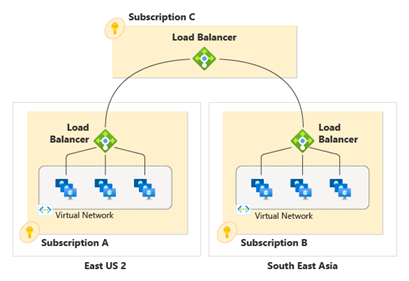 Subscription C
Load Balancer
Load
Balancer
Virtual Network
Subscription A
East US 2
Load
Balancer
Virtual Network
Subscription B
South East Asia